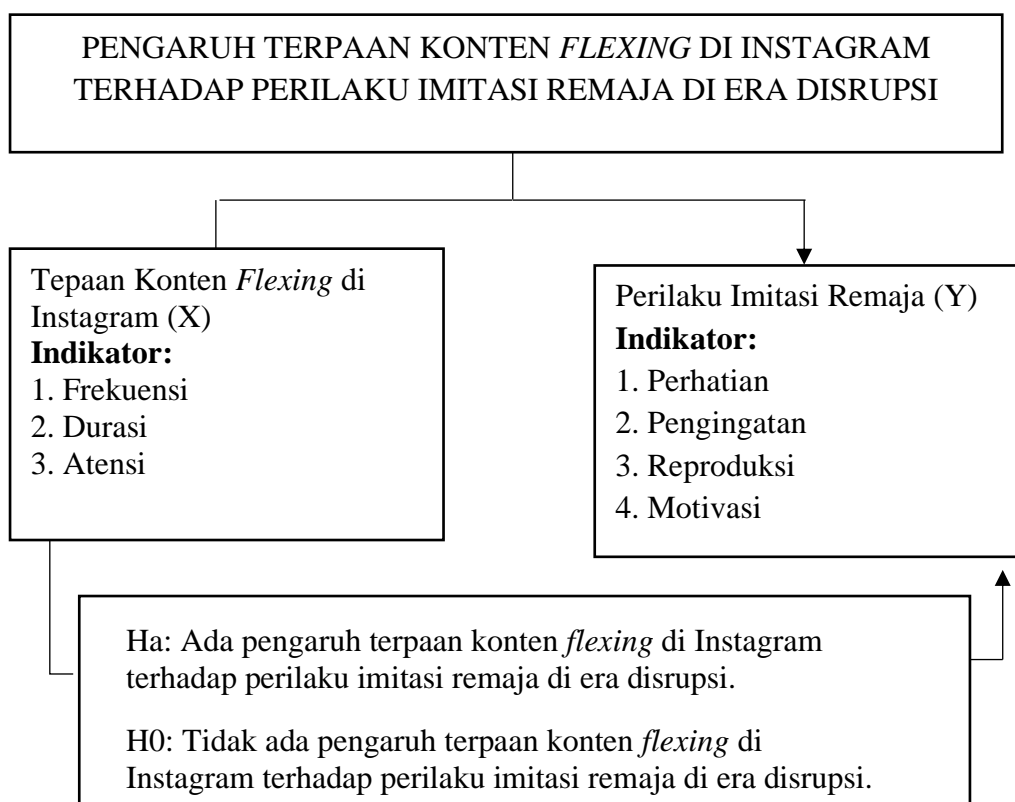 PENGARUH TERPAAN KONTEN FLEXING DI INSTAGRAM
TERHADAP PERILAKU IMITASI REMAJA DI ERA DISRUPSI
Tepaan Konten Flexing di
Instagram (X)
Indikator:
1. Frekuensi
2. Durasi
3. Atensi
Perilaku Imitasi Remaja (Y)
Indikator:
1. Perhatian
2. Pengingatan
3. Reproduksi
4. Motivasi
Ha: Ada pengaruh terpaan konten flexing di Instagram
terhadap perilaku imitasi remaja di era disrupsi.
H0: Tidak ada pengaruh terpaan konten flexing di
Instagram terhadap perilaku imitasi remaja di era disrupsi.